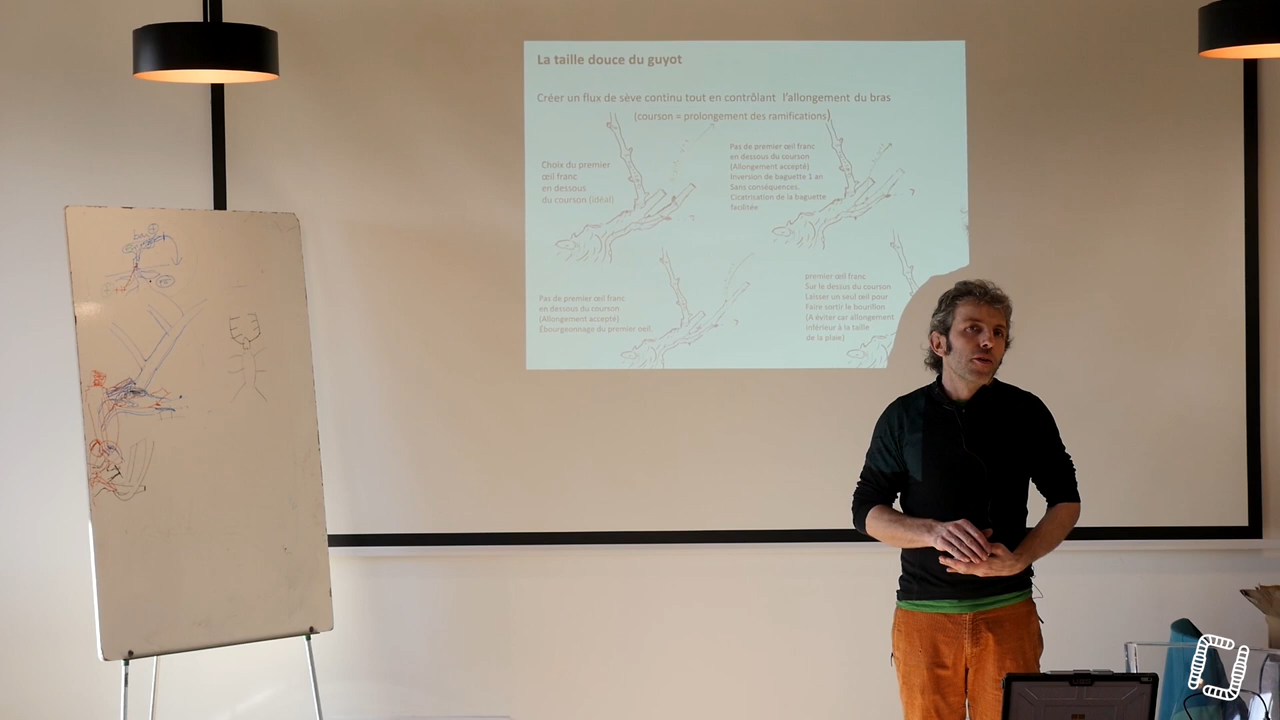 La taille douce du guyot
Créer un flux de sève continu tout en contrôlant l'allongement du bras
(courson = prolongement des ramifications)
Choix du premier
œil franc
en dessous
du courson (idéal)
Pas de premier œil franc
en dessous du courson
(Allongement accepté)
Inversion de baguette 1 an
Sans conséquences.
Cicatrisation de la baguette
facilitée
Pas de premier œil franc
en dessous du courson
(Allongement accepté)
Ébourgeonnage du premier oeil.
premier œil franc
Sur le dessus du courson
Laisser un seul œil pour
Faire sortir le bourillon
(A éviter car allongement
inférieur à la taille
de la plaie)